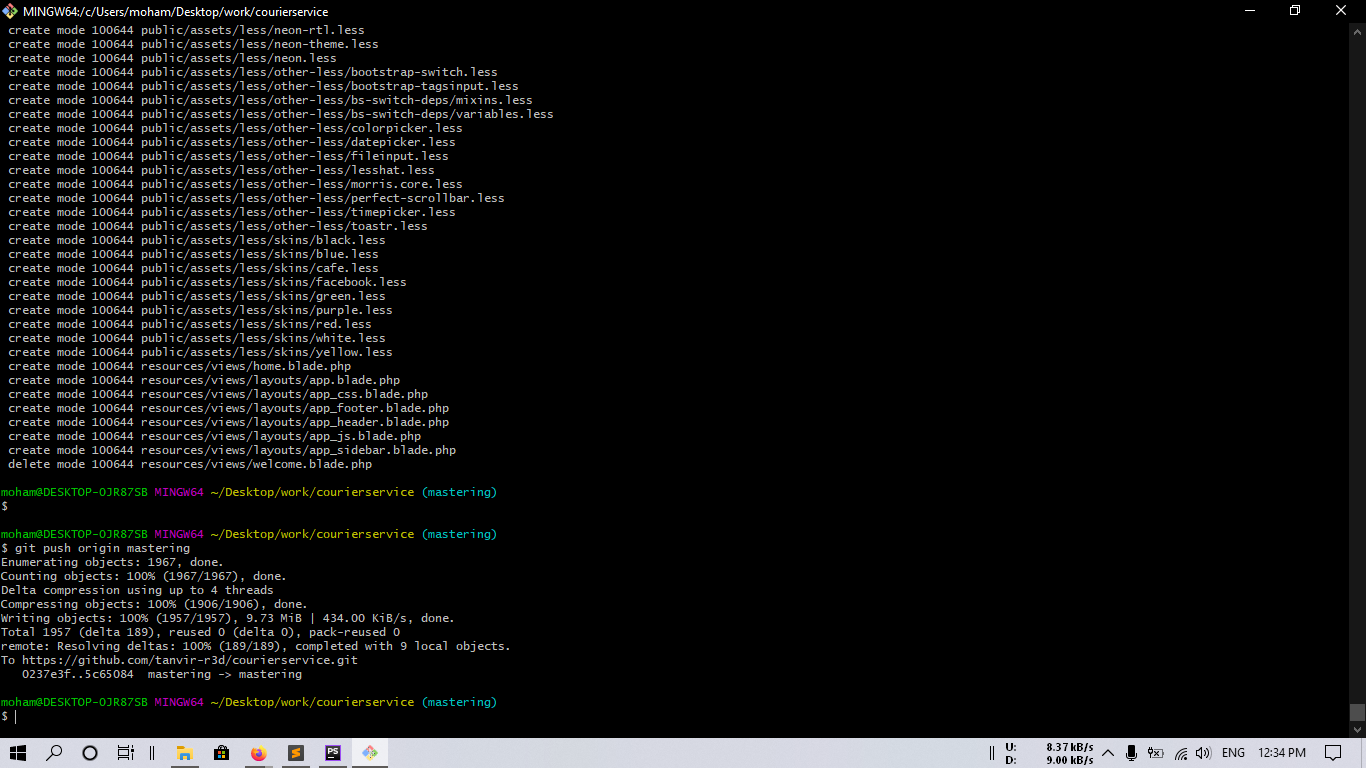 MINGW64:/c/Users/moham/Desktop/work/courierservice
create mode 100644 public/assets/less/neon-rtl.less
create mode 100644 public/assets/less/neon-theme.less
create mode 100644 public/assets/less/neon.less
create mode 100644 public/assets/less/other-less/bootstrap-switch.less
create mode 100644 public/assets/less/other-less/bootstrap-tagsinput.less
create mode 100644 public/assets/less/other-less/bs-switch-deps/mixins.less
create mode 100644 public/assets/less/other-less/bs-switch-deps/variables.less
create mode 100644 public/assets/less/other-less/colorpicker.less
create mode 100644 public/assets/less/other-less/datepicker.less
create mode 100644 public/assets/less/other-less/fileinput.less
create mode 100644 public/assets/less/other-less/lesshat.less
create mode 100644 public/assets/less/other-less/morris.core.less
create mode 100644 public/assets/less/other-less/perfect-scrollbar.less
create mode 100644 public/assets/less/other-less/timepicker.less
create mode 100644 public/assets/less/other-less/toastr.less
create mode 100644 public/assets/less/skins/black.less
create mode 100644 public/assets/less/skins/blue.less
create mode 100644 public/assets/less/skins/cafe.less
create mode 100644 public/assets/less/skins/facebook.less
create mode 100644 public/assets/less/skins/green.less
create mode 100644 public/assets/less/skins/purple.less
create mode 100644 public/assets/less/skins/red.less
create mode 100644 public/assets/less/skins/white.less
create mode 100644 public/assets/less/skins/yellow.less
create mode 100644 resources/views/home.blade.php
create mode 100644 resources/views/layouts/app.blade.php
create mode 100644 resources/views/layouts/app_css.blade.php
create mode 100644 resources/views/layouts/app_footer.blade.php
create mode 100644 resources/views/layouts/app_header.blade.php
create mode 100644 resources/views/layouts/app_js.blade.php
create mode 100644 resources/views/layouts/app_sidebar.blade.php
delete mode 100644 resources/views/welcome.blade.php
moham@DESKTOP-OJR87SB MINGW64 ~/Desktop/work/courierservice (mastering)
$
moham@DESKTOP-OJR87SB MINGW64 ~/Desktop/work/courierservice (mastering)
$ git push origin mastering
Enumerating objects: 1967, done.
Counting objects: 100% (1967/1967), done.
Delta compression using up to 4 threads
Compressing objects: 100% (1906/1906), done.
Writing objects: 100% (1957/1957), 9.73 MiB | 434.00 KiB/s, done.
Total 1957 (delta 189), reused 0 (delta 0), pack-reused 0
remote: Resolving deltas: 100% (189/189), completed with 9 local objects.
To https://github.com/tanvir-r3d/courierservice.git
0237e3f..5c65084 mastering -> mastering
moham@DESKTOP-OJR87SB MINGW64 ~/Desktop/work/courierservice (mastering)
$
PS
U: 8.37 kB/s
D: 9.00 kB/s
ENG
12:34 PM